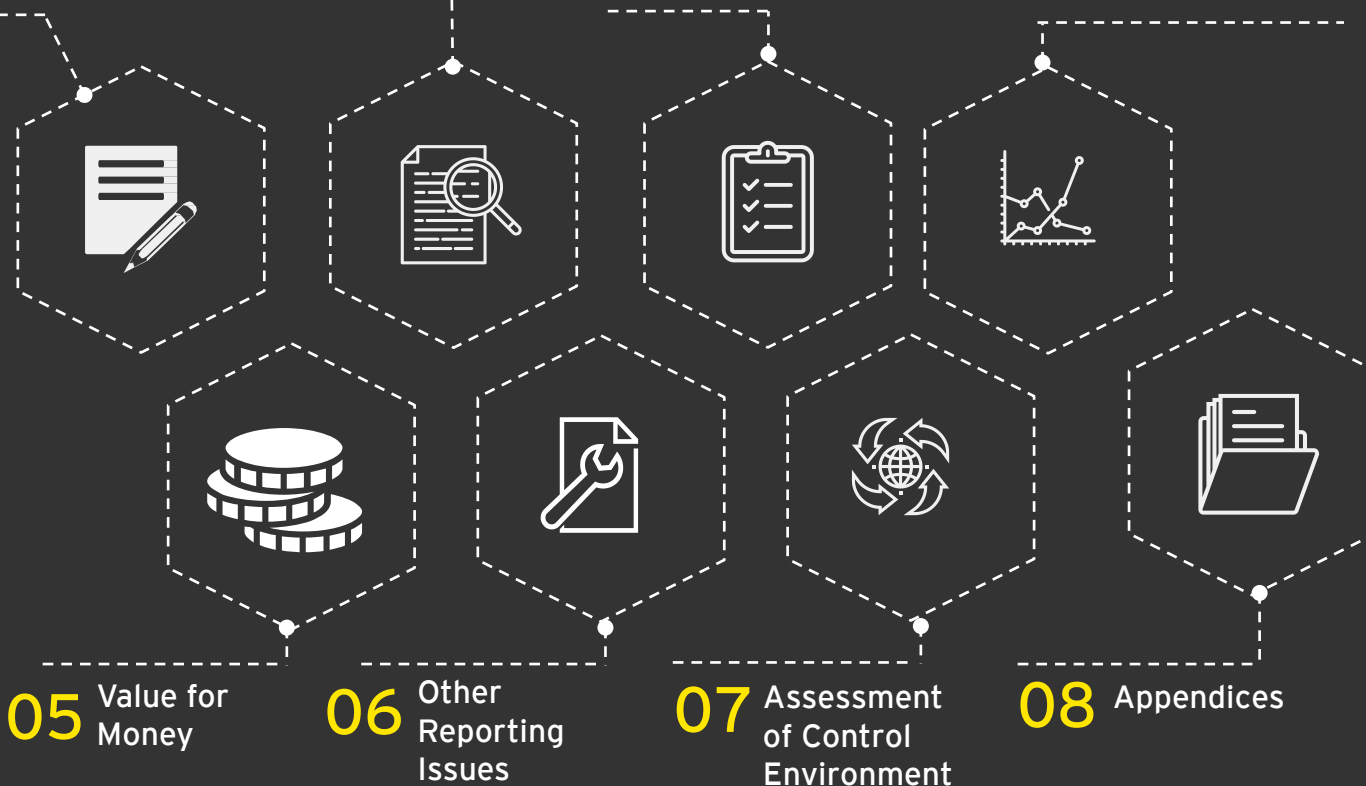 05 Value for
Money
06 Other
Reporting
Issues
07 Assessment
of Control
Environment
08 Appendices